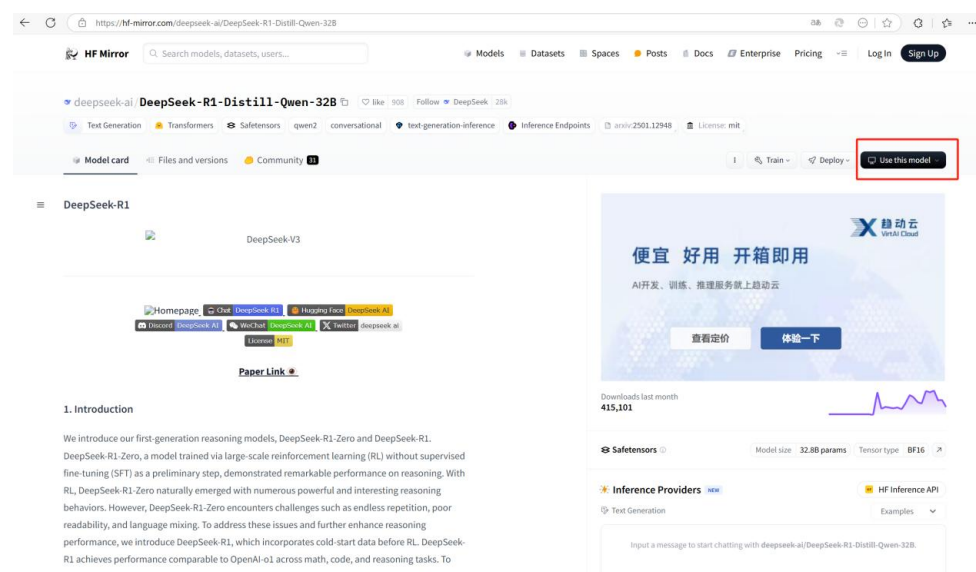 https://hf-mirror.com/deepseek-ai/DeepSeek-R1-Distill-Qwen-32B
HF Mirror
Search models, datasets, users...
Models
Datasets
Spaces
Posts
Docs
Enterprise
Pricing
Log In
Sign Up
deepseek-ai/DeepSeek-R1-Distill-Qwen-32B
like 908
Follow
DeepSeek 28k
Text Generation
Transformers
Safetensors
qwen2
conversational
text-generation-inference
Inference Endpoints
arxiv:2501.12948
License: mit
Model card
Files and versions
Community 31
Train
Deploy
Use this model
DeepSeek-R1
DeepSeek-V3
Homepage
Chat DeepSeek R1
Hugging Face DeepSeek AI
Discord DeepSeek AI
WeChat DeepSeek AI
Twitter deepseek_ai
License MIT
Paper Link
1. Introduction
We introduce our first-generation reasoning models, DeepSeek-R1-Zero and DeepSeek-R1.
DeepSeek-R1-Zero, a model trained via large-scale reinforcement learning (RL) without supervised
fine-tuning (SFT) as a preliminary step, demonstrated remarkable performance on reasoning. With
RL, DeepSeek-R1-Zero naturally emerged with numerous powerful and interesting reasoning
behaviors. However, DeepSeek-R1-Zero encounters challenges such as endless repetition, poor
readability, and language mixing. To address these issues and further enhance reasoning
performance, we introduce DeepSeek-R1, which incorporates cold-start data before RL. DeepSeek-
R1 achieves performance comparable to OpenAI-o1 across math, code, and reasoning tasks. To
趋动云
VirtAI Cloud
便宜 好用 开箱即用
AI开发、训练、推理服务就上趋动云
查看定价
体验一下
Downloads last month
415,101
Safetensors
Model size 32.8B params
Tensor type BF16
Inference Providers NEW
HF Inference API
Text Generation
Examples
Input a message to start chatting with deepseek-ai/DeepSeek-R1-Distill-Qwen-32B.